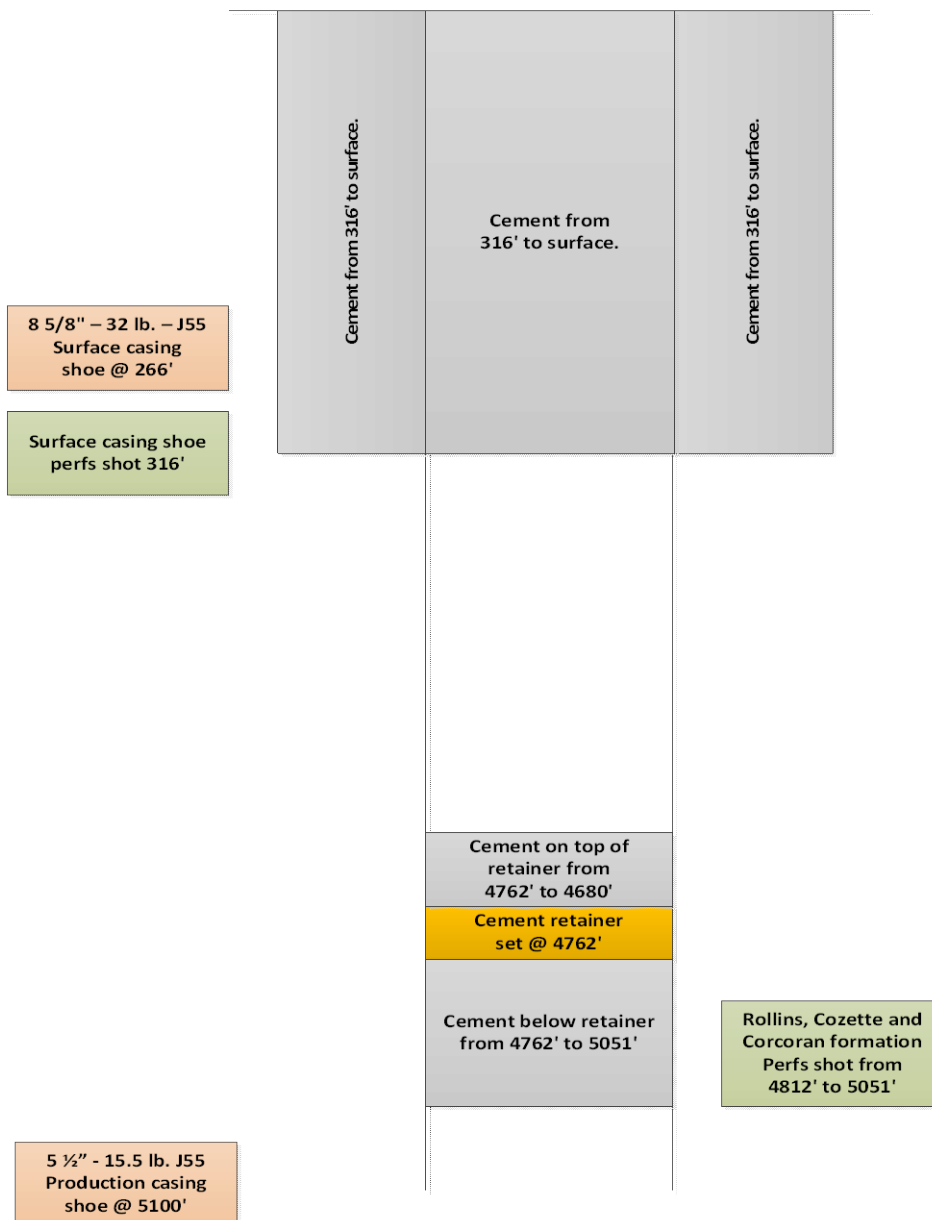 Cement from 316' to surface.
Cement from
316' to surface.
Cement from 316' to surface.
8 5/8" – 32 lb. – J55
Surface casing
shoe @ 266'
Surface casing shoe
perfs shot 316'
Cement on top of
retainer from
4762' to 4680'
Cement retainer
set @ 4762'
Cement below retainer
from 4762' to 5051'
Rollins, Cozette and
Corcoran formation
Perfs shot from
4812' to 5051'
5 ½” - 15.5 lb. J55
Production casing
shoe @ 5100'